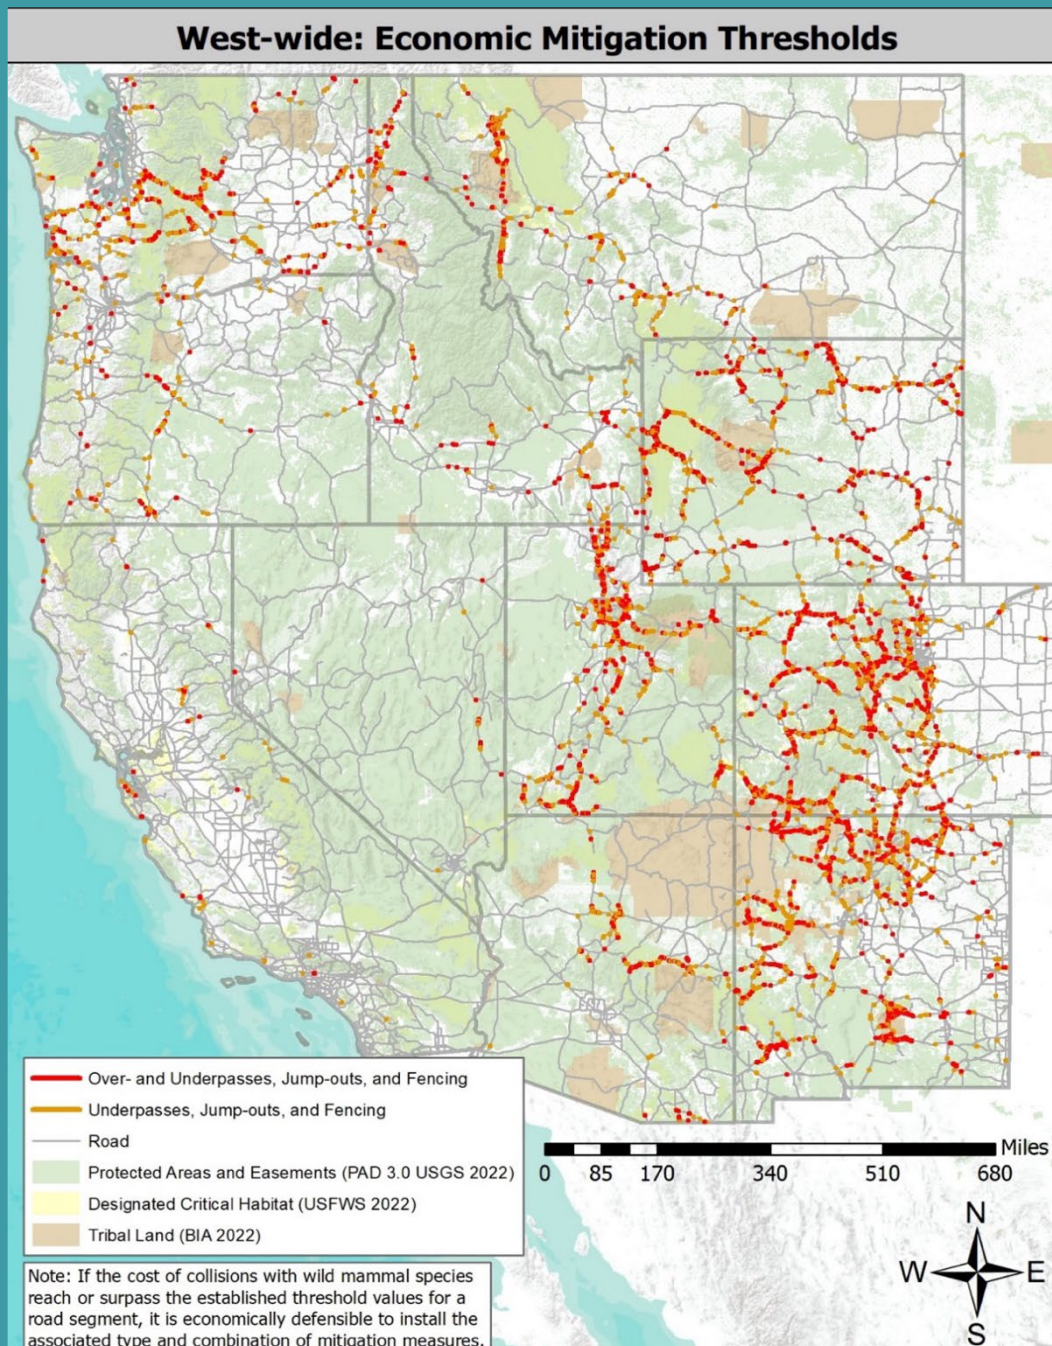 West-wide: Economic Mitigation Thresholds
Over- and Underpasses, Jump-outs, and Fencing
Underpasses, Jump-outs, and Fencing
Road
Protected Areas and Easements (PAD 3.0 USGS 2022)
Designated Critical Habitat (USFWS 2022)
Tribal Land (BIA 2022)
Miles
0 85 170 340 510 680
N
W E
S
Note: If the cost of collisions with wild mammal species
reach or surpass the established threshold values for a
road segment, it is economically defensible to install the
associated type and combination of mitigation measures.